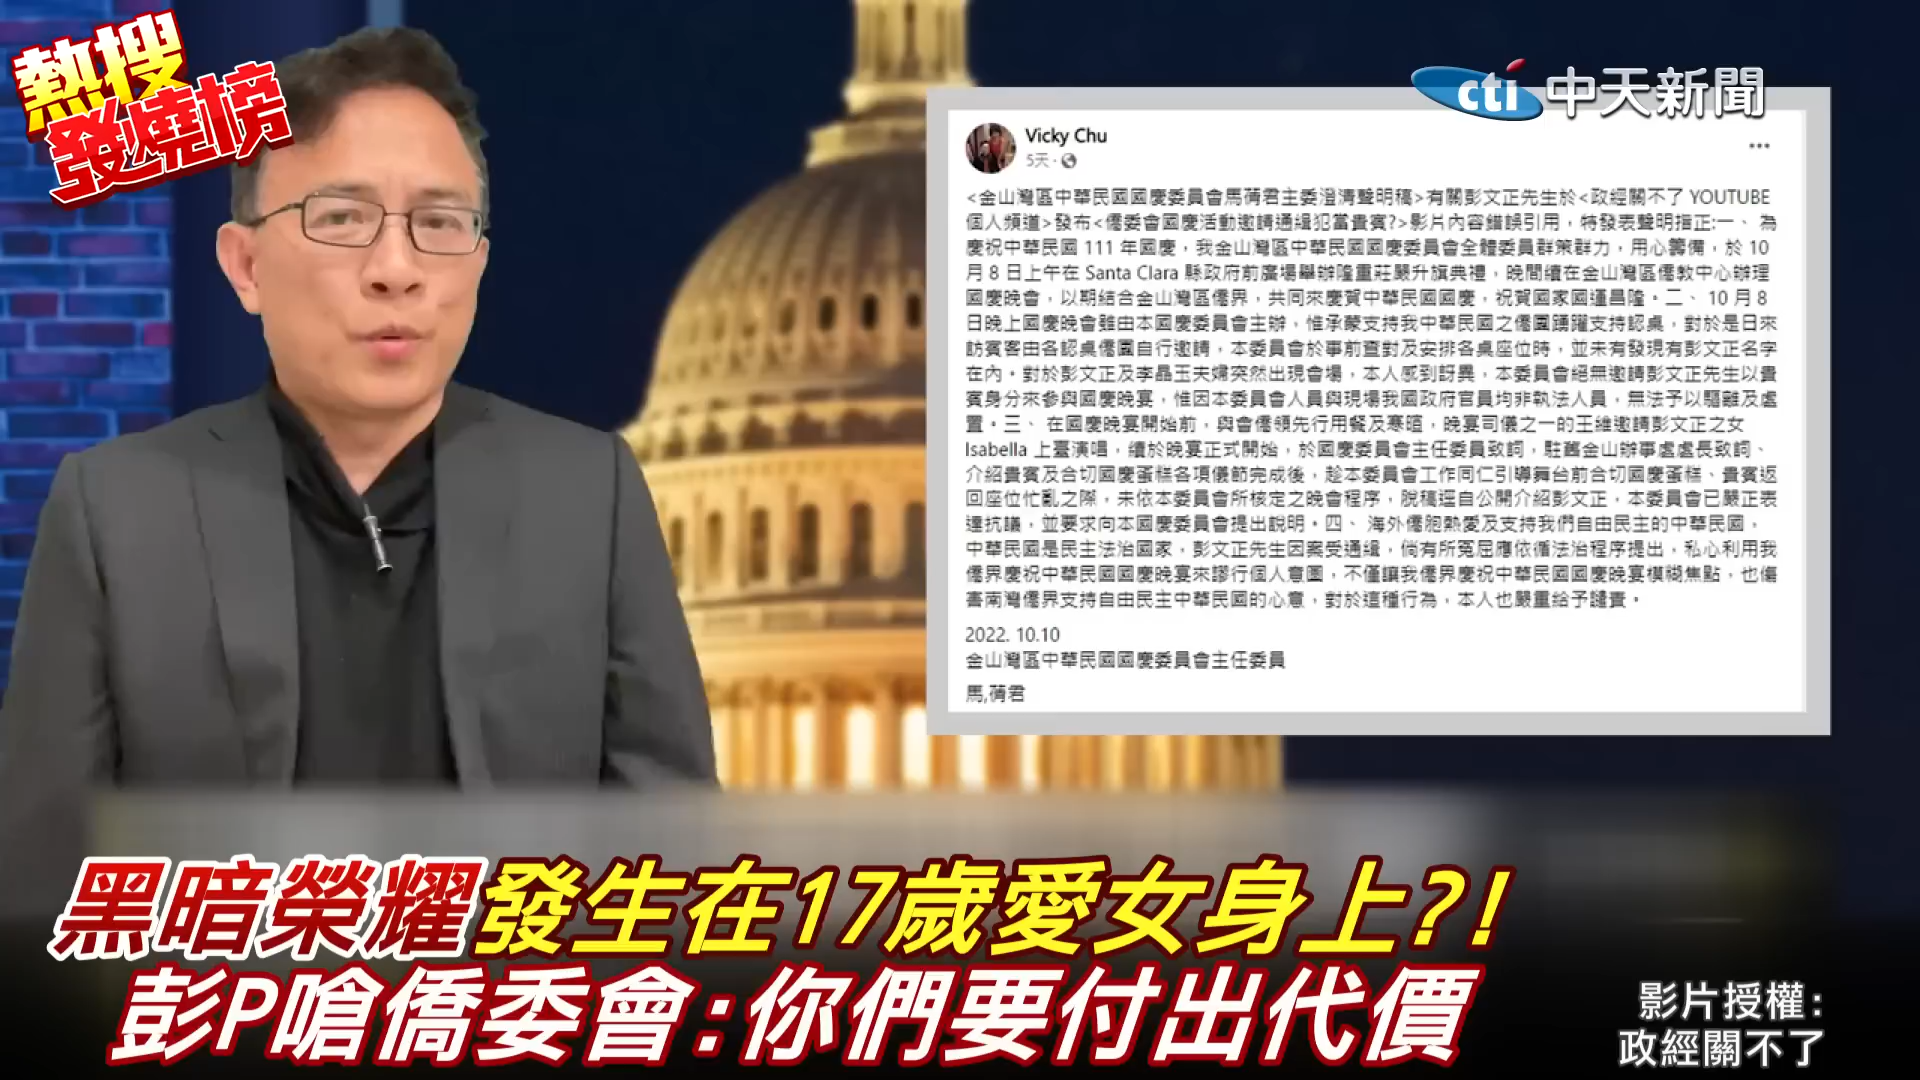 熱搜
發燒榜
cti 中天新聞
Vicky Chu
5天
<金山灣區中華民國國慶委員會馬蒨君主委澄清聲明稿>有關彭文正先生於<政經關不了 YOUTUBE
個人頻道>發布<僑委會國慶活動邀請通緝犯當貴賓?>影片內容錯誤引用，特發表聲明指正:一、 為
慶祝中華民國 111 年國慶，我金山灣區中華民國國慶委員會全體委員群策群力，用心籌備，於 10
月 8 日上午在 Santa Clara 縣政府前廣場舉辦隆重莊嚴升旗典禮，晚間續在金山灣區僑教中心辦理
國慶晚會，以期結合金山灣區僑界，共同來慶賀中華民國國慶，祝賀國家國運昌隆。二、 10 月 8
日晚上國慶晚會雖由本國慶委員會主辦，惟承蒙支持我中華民國之僑團踴躍支持認桌，對於是日來
訪賓客由各認桌僑團自行邀請，本委員會於事前查對及安排各桌座位時，並未有發現有彭文正名字
在內。對於彭文正及李晶玉夫婦突然出現會場，本人感到訝異，本委員會絕無邀請彭文正先生以貴
賓身分來參與國慶晚宴，惟因本委員會人員與現場我國政府官員均非執法人員，無法予以驅離及處
置。三、 在國慶晚宴開始前，與會僑領先行用餐及寒暄，晚宴司儀之一的王維邀請彭文正之女
Isabella 上臺演唱，續於晚宴正式開始，於國慶委員會主任委員致詞，駐舊金山辦事處處長致詞、
介紹貴賓及合切國慶蛋糕各項儀節完成後，趁本委員會工作同仁引導舞台前合切國慶蛋糕、貴賓返
回座位忙亂之際，未依本委員會所核定之晚會程序，脫稿逕自公開介紹彭文正，本委員會已嚴正表
達抗議，並要求向本國慶委員會提出說明。四、 海外僑胞熱愛及支持我們自由民主的中華民國，
中華民國是民主法治國家，彭文正先生因案受通緝，倘有所冤屈應依循法治程序提出，私心利用我
僑界慶祝中華民國國慶晚宴來謬行個人意圖，不僅讓我僑界慶祝中華民國國慶晚宴模糊焦點，也傷
害南灣僑界支持自由民主中華民國的心意，對於這種行為，本人也嚴重給予譴責。
2022. 10.10
金山灣區中華民國國慶委員會主任委員
馬,蒨君
黑暗榮耀發生在17歲愛女身上?!
彭P嗆僑委會:你們要付出代價
影片授權:
政經關不了